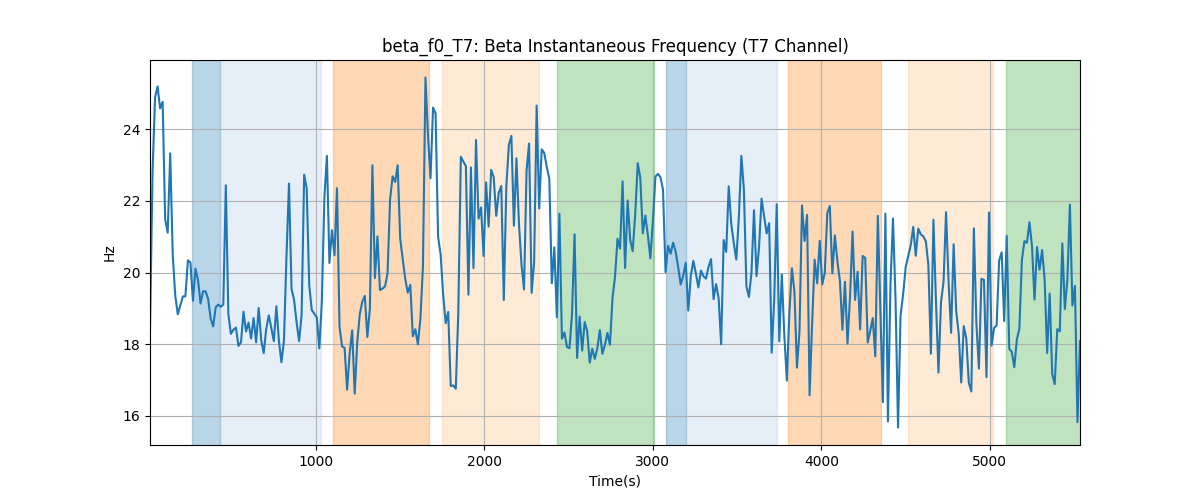 beta_f0_T7: Beta Instantaneous Frequency (T7 Channel)
24
22
20
18
16
Hz
1000 2000 3000 4000 5000
Time(s)